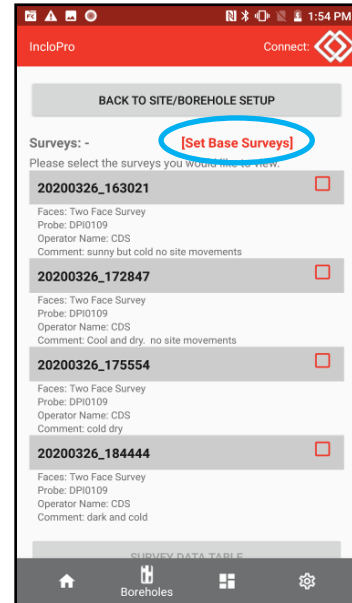 1:54 PM
IncloPro Connect:
BACK TO SITE/BOREHOLE SETUP
Surveys: - [Set Base Surveys]
Please select the surveys you would like to view.
20200326_163021
Faces: Two Face Survey
Probe: DPI0109
Operator Name: CDS
Comment: sunny but cold no site movements
20200326_172847
Faces: Two Face Survey
Probe: DPI0109
Operator Name: CDS
Comment: Cool and dry. no site movements
20200326_175554
Faces: Two Face Survey
Probe: DPI0109
Operator Name: CDS
Comment: cold dry
20200326_184444
Faces: Two Face Survey
Probe: DPI0109
Operator Name: CDS
Comment: dark and cold
SURVEY DATA TABLE
Boreholes